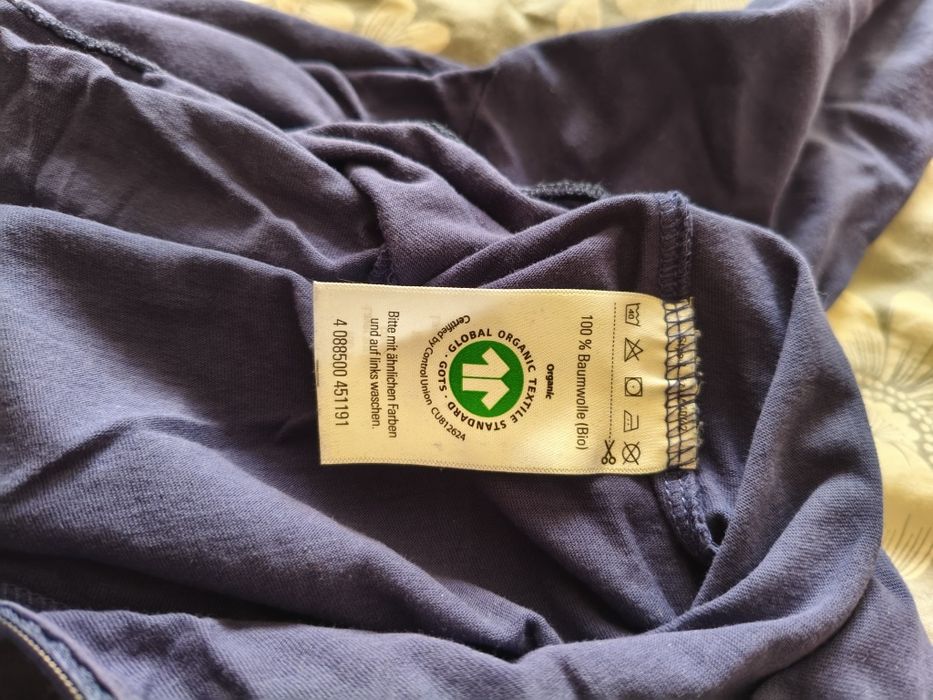 40
100 % Baumwolle (Bio)
Organic
GLOBAL ORGANIC TEXTILE STANDARD · GOTS ·
Certified by Control Union CU812624
Bitte mit ähnlichen Farben
und auf links waschen.
4 088500 451191